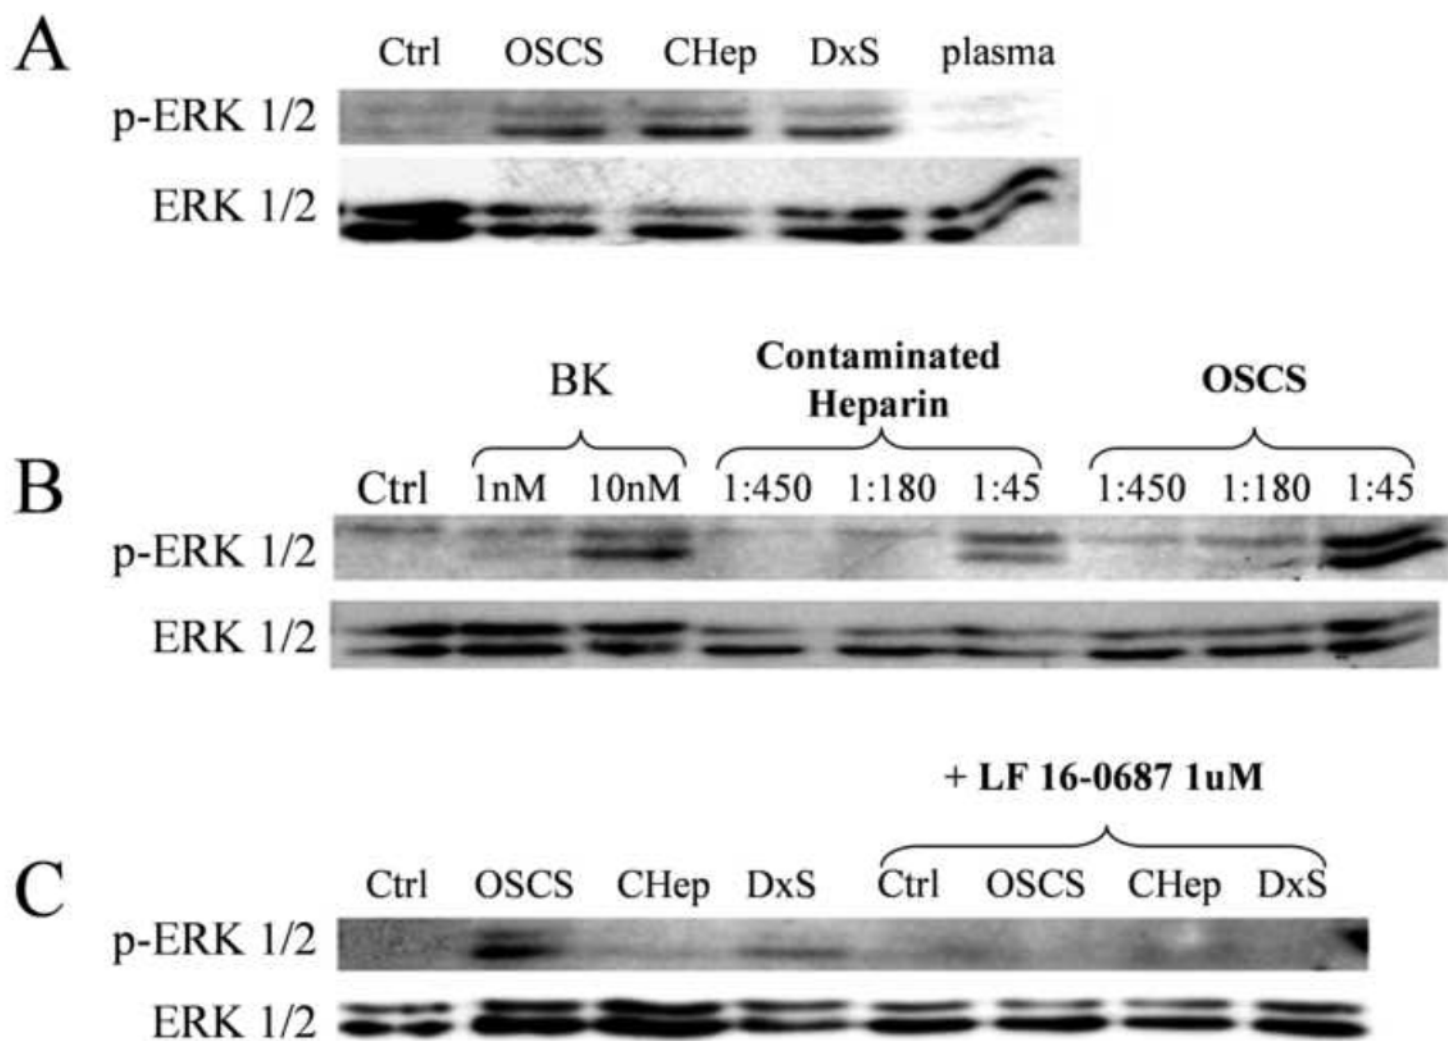 A
Ctrl OSCS CHep DxS plasma
p-ERK 1/2
ERK 1/2
B
BK
Contaminated
Heparin
OSCS
Ctrl 1nM 10nM 1:450 1:180 1:45 1:450 1:180 1:45
p-ERK 1/2
ERK 1/2
+ LF 16-0687 1uM
C
Ctrl OSCS CHep DxS Ctrl OSCS CHep DxS
p-ERK 1/2
ERK 1/2